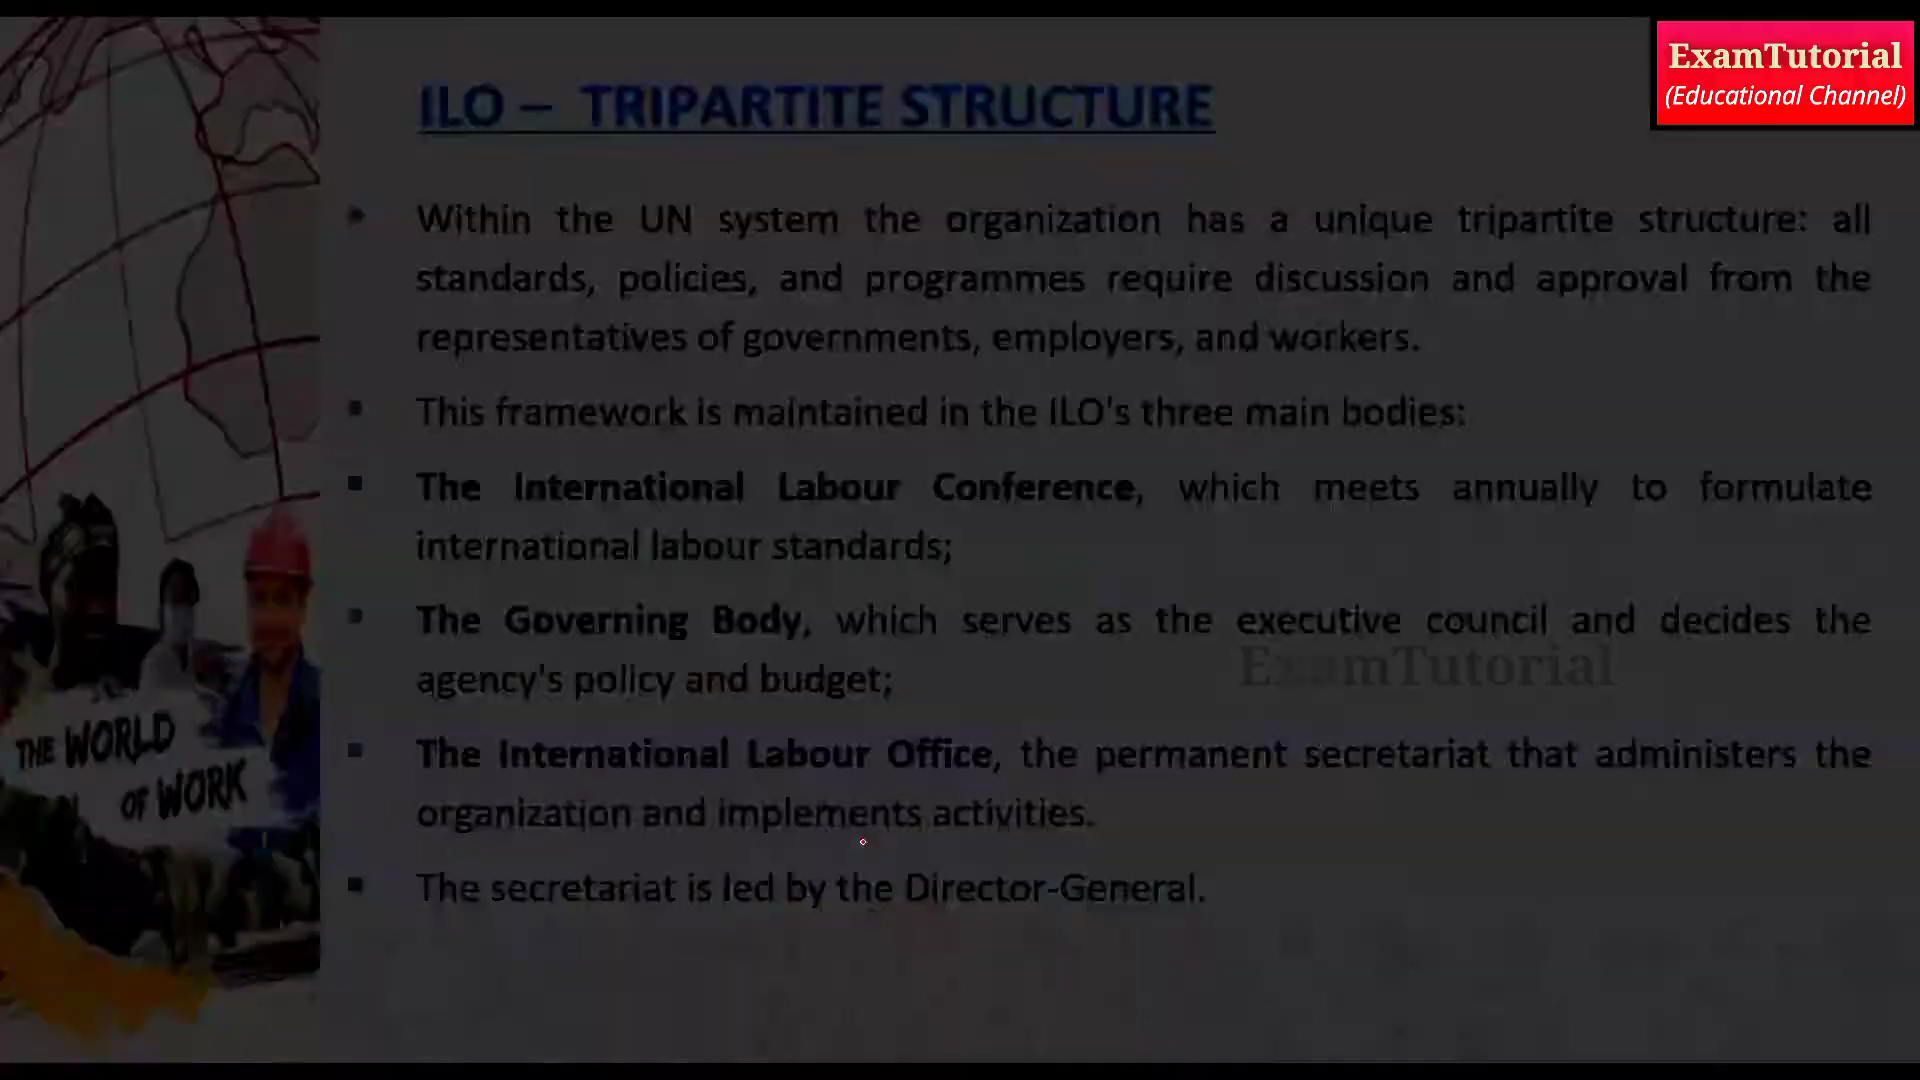 ExamTutorial
(Educational Channel)
ILO – TRIPARTITE STRUCTURE
Within the UN system the organization has a unique tripartite structure: all
standards, policies, and programmes require discussion and approval from the
representatives of governments, employers, and workers.
This framework is maintained in the ILO's three main bodies:
The International Labour Conference, which meets annually to formulate
international labour standards;
The Governing Body, which serves as the executive council and decides the
agency's policy and budget;
ExamTutorial
The International Labour Office, the permanent secretariat that administers the
organization and implements activities.
The secretariat is led by the Director-General.
THE WORLD
OF WORK